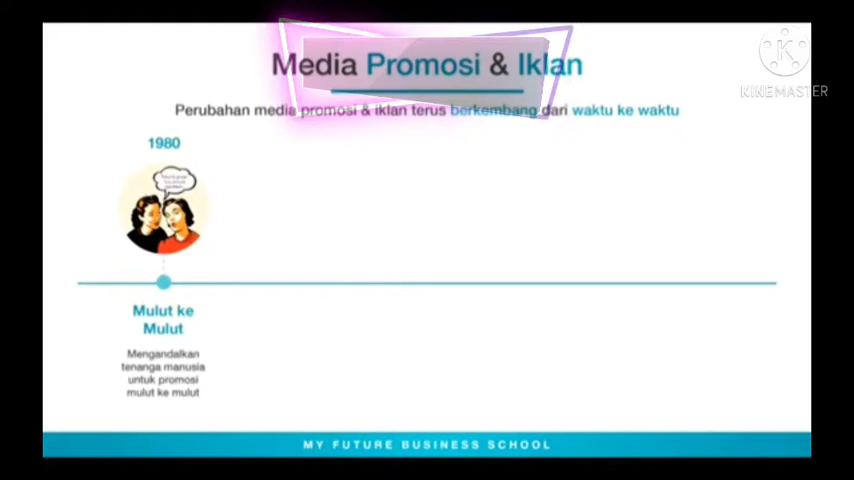 Media Promosi & Iklan
KINEMASTER
Perubahan media promosi & iklan terus berkembang dari waktu ke waktu
1980
Mulut ke
Mulut
Mengandalkan
tenanga manusia
untuk promosi
mulut ke mulut
MY FUTURE BUSINESS SCHOOL